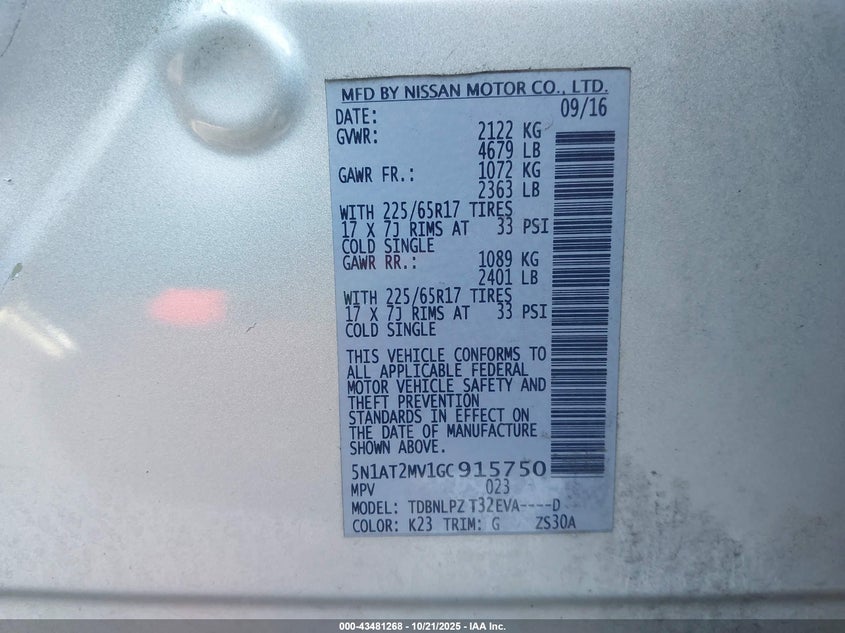 MFD BY NISSAN MOTOR CO., LTD.
DATE: 09/16
GVWR: 2122 KG
4679 LB
GAWR FR.: 1072 KG
2363 LB
WITH 225/65R17 TIRES
17 X 7J RIMS AT 33 PSI
COLD SINGLE
GAWR RR.: 1089 KG
2401 LB
WITH 225/65R17 TIRES
17 X 7J RIMS AT 33 PSI
COLD SINGLE
THIS VEHICLE CONFORMS TO
ALL APPLICABLE FEDERAL
MOTOR VEHICLE SAFETY AND
THEFT PREVENTION
STANDARDS IN EFFECT ON
THE DATE OF MANUFACTURE
SHOWN ABOVE.
5N1AT2MV1GC915750
MPV 023
MODEL: TDBNLPZ T32EVA----D
COLOR: K23 TRIM: G ZS30A
000-43481268 - 10/21/2025 - IAA Inc.